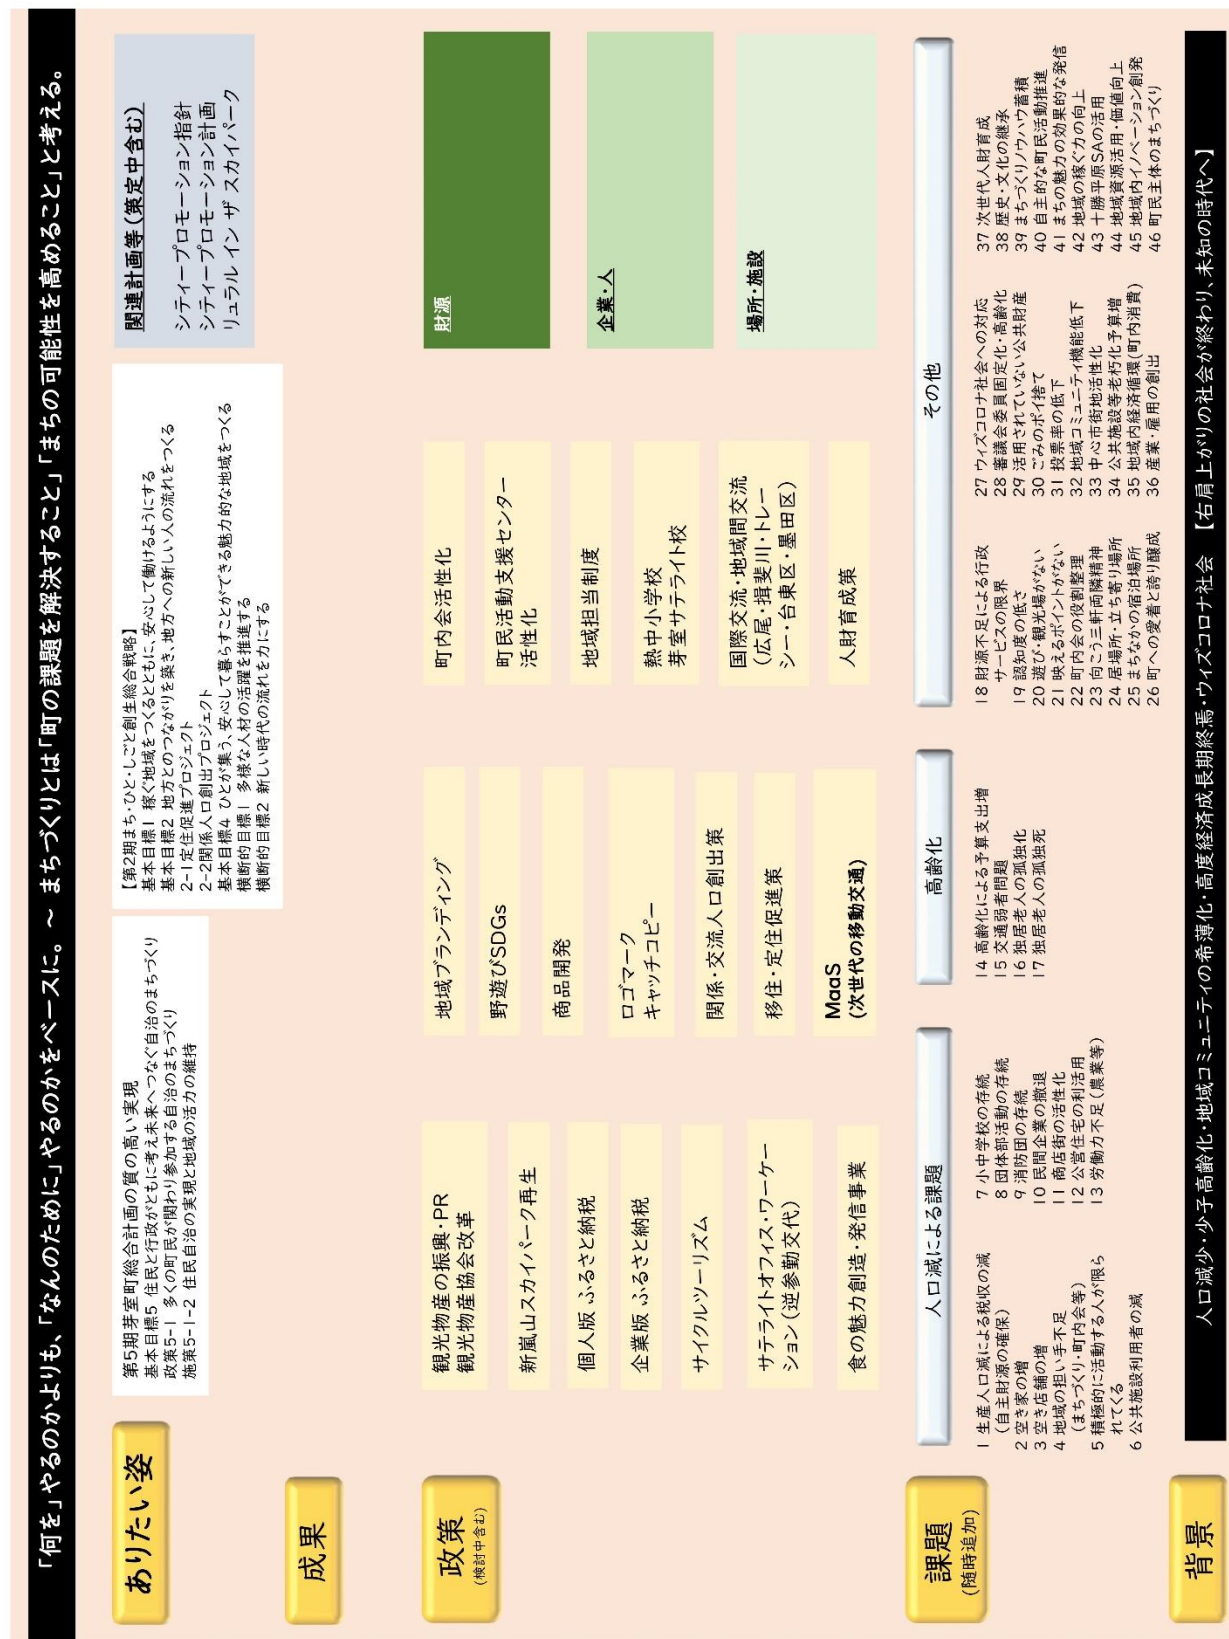 「何を」やるのかよりも、「なんのために」やるのかをベースに。 ～ まちづくりとは「町の課題を解決すること」「まちの可能性を高めること」と考える。
ありたい姿
第5期芽室町総合計画の質の高い実現
基本目標5 住民と行政がともに考え未来へつなぐ自治のまちづくり
政策5-1 多くの町民が関わり参加する自治のまちづくり
施策5-1-2 住民自治の実現と地域の活力の維持
【第2期まち・ひと・しごと創生総合戦略】
基本目標1 稼ぐ地域をつくるとともに、安心して働けるようにする
基本目標2 地方とのつながりを築き、地方への新しい人の流れをつくる
2-1定住促進プロジェクト
2-2関係人口創出プロジェクト
基本目標4 ひとが集う、安心して暮らすことができる魅力的な地域をつくる
横断的目標1 多様な人材の活躍を推進する
横断的目標2 新しい時代の流れを力にする
関連計画等(策定中含む)
シティープロモーション指針
シティープロモーション計画
リュラル イン ザ スカイパーク
成果
政策
(検討中含む)
観光物産の振興・PR
観光物産協会改革
新嵐山スカイパーク再生
個人版 ふるさと納税
企業版 ふるさと納税
サイクルツーリズム
サテライトオフィス・ワーケー
ション(逆参勤交代)
食の魅力創造・発信事業
地域ブランディング
野遊びSDGs
商品開発
ロゴマーク
キャッチコピー
関係・交流人口創出策
移住・定住促進策
MaaS
(次世代の移動交通)
町内会活性化
町民活動支援センター
活性化
地域担当制度
熱中小学校
芽室サテライト校
国際交流・地域間交流
(広尾・揖斐川・トレー
シー・台東区・墨田区)
人財育成策
財源
企業・人
場所・施設
課題
(随時追加)
人口減による課題
1 生産人口減による税収の減
(自主財源の確保)
2 空き家の増
3 空き店舗の増
4 地域の担い手不足
(まちづくり・町内会等)
5 積極的に活動する人が限ら
れてくる
6 公共施設利用者の減
7 小中学校の存続
8 団体部活動の存続
9 消防団の存続
10 民間企業の撤退
11 商店街の活性化
12 公営住宅の利活用
13 労働力不足(農業等)
高齢化
14 高齢化による予算支出増
15 交通弱者問題
16 独居老人の孤独化
17 独居老人の孤独死
その他
18 財源不足による行政
サービスの限界
19 認知度の低さ
20 遊び・観光場がない
21 映えるポイントがない
22 町内会の役割整理
23 向こう三軒両隣精神
24 居場所・立ち寄り場所
25 まちなかの宿泊場所
26 町への愛着と誇り醸成
27 ウィズコロナ社会への対応
28 審議会委員固定化・高齢化
29 活用されていない公共財産
30 ごみのポイ捨て
31 投票率の低下
32 地域コミュニティ機能低下
33 中心市街地活性化
34 公共施設等老朽化予算増
35 地域内経済循環(町内消費)
36 産業・雇用の創出
37 次世代人財育成
38 歴史・文化の継承
39 まちづくりノウハウ蓄積
40 自主的な町民活動推進
41 まちの魅力の効果的な発信
42 地域の稼ぐ力の向上
43 十勝平原SAの活用
44 地域資源活用・価値向上
45 地域内イノベーション創発
46 町民主体のまちづくり
背景
人口減少・少子高齢化・地域コミュニティの希薄化・高度経済成長期終焉・ウィズコロナ社会 【右肩上がりの社会が終わり、未知の時代へ】